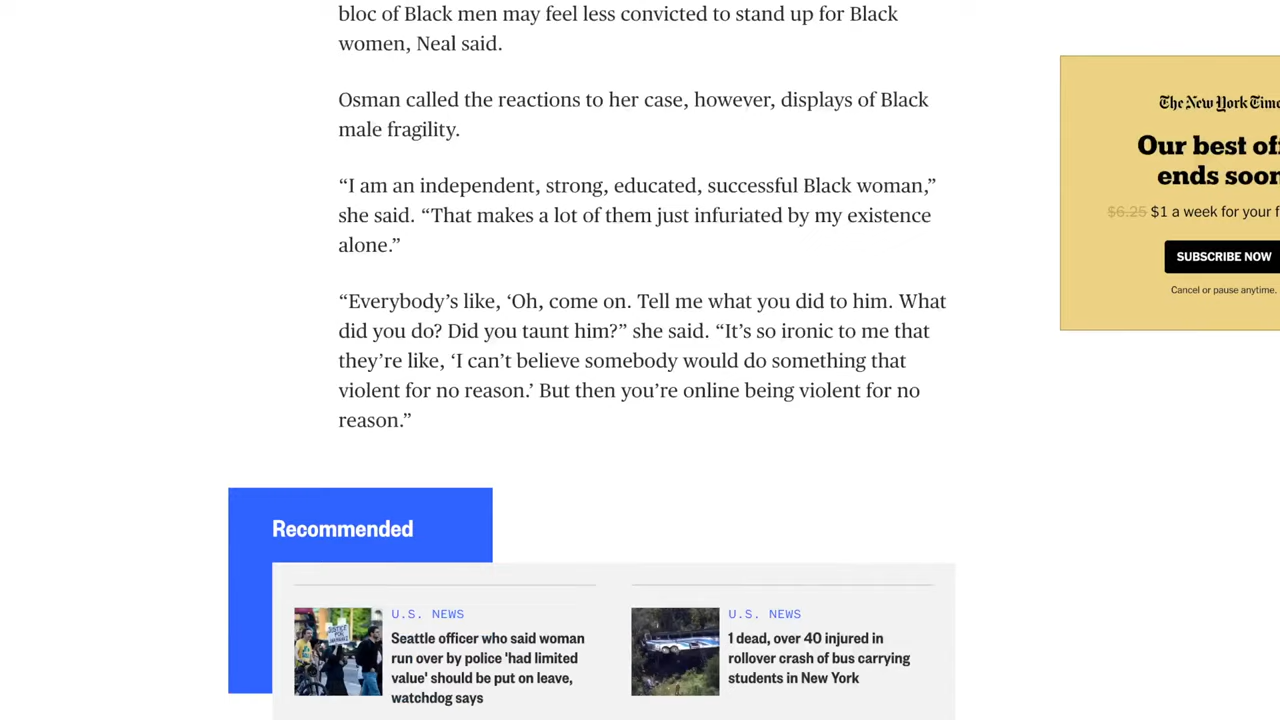 bloc of Black men may feel less convicted to stand up for Black
women, Neal said.
Osman called the reactions to her case, however, displays of Black
male fragility.
“I am an independent, strong, educated, successful Black woman,”
she said. “That makes a lot of them just infuriated by my existence
alone.”
“Everybody’s like, ‘Oh, come on. Tell me what you did to him. What
did you do? Did you taunt him?” she said. “It’s so ironic to me that
they’re like, ‘I can’t believe somebody would do something that
violent for no reason.’ But then you’re online being violent for no
reason.”
The New York Time
Our best of
ends soon
$6.25 $1 a week for your f
SUBSCRIBE NOW
Cancel or pause anytime.
Recommended
U.S. NEWS
Seattle officer who said woman
run over by police 'had limited
value' should be put on leave,
watchdog says
JUSTICE
FOR
U.S. NEWS
1 dead, over 40 injured in
rollover crash of bus carrying
students in New York